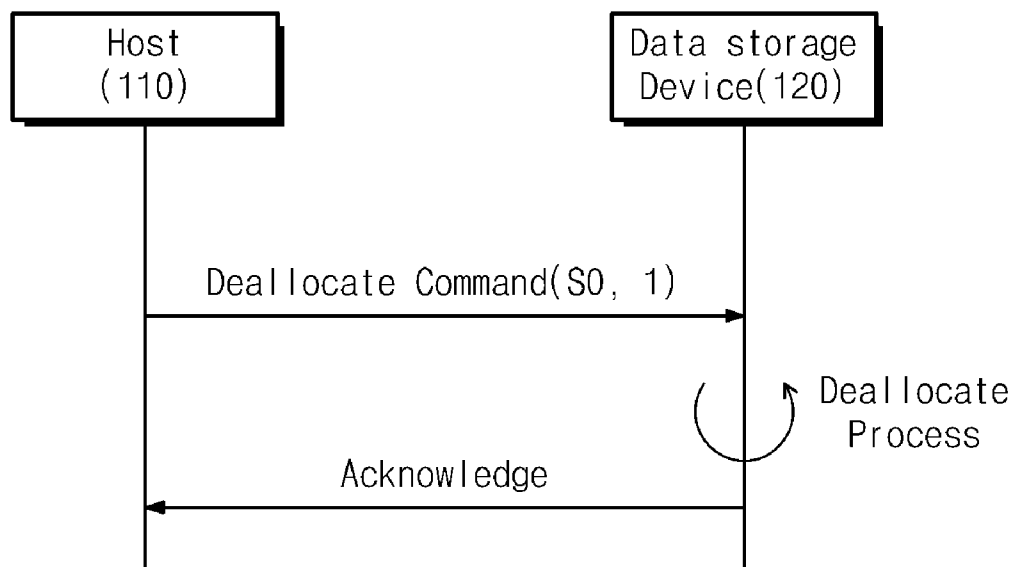 Host
(110)
Data storage
Device(120)
Deallocate Command(S0, 1)
Deallocate
Process
Acknowledge